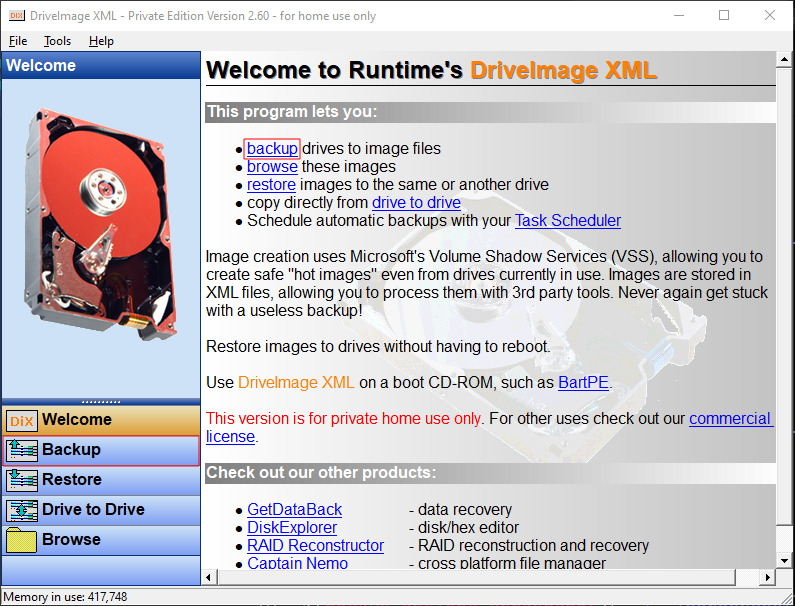 DriveImage XML - Private Edition Version 2.60 - for home use only
File Tools Help
Welcome
Welcome to Runtime's DriveImage XML
This program lets you:
• backup drives to image files
• browse these images
• restore images to the same or another drive
• copy directly from drive to drive
• Schedule automatic backups with your Task Scheduler
Image creation uses Microsoft's Volume Shadow Services (VSS), allowing you to
create safe "hot images" even from drives currently in use. Images are stored in
XML files, allowing you to process them with 3rd party tools. Never again get stuck
with a useless backup!
Restore images to drives without having to reboot.
Use DriveImage XML on a boot CD-ROM, such as BartPE.
This version is for private home use only. For other uses check out our commercial
license.
Check out our other products:
• GetDataBack - data recovery
• DiskExplorer - disk/hex editor
• RAID Reconstructor - RAID reconstruction and recovery
• Captain Nemo - cross platform file manager
DiX Welcome
Backup
Restore
Drive to Drive
Browse
Memory in use: 417,748